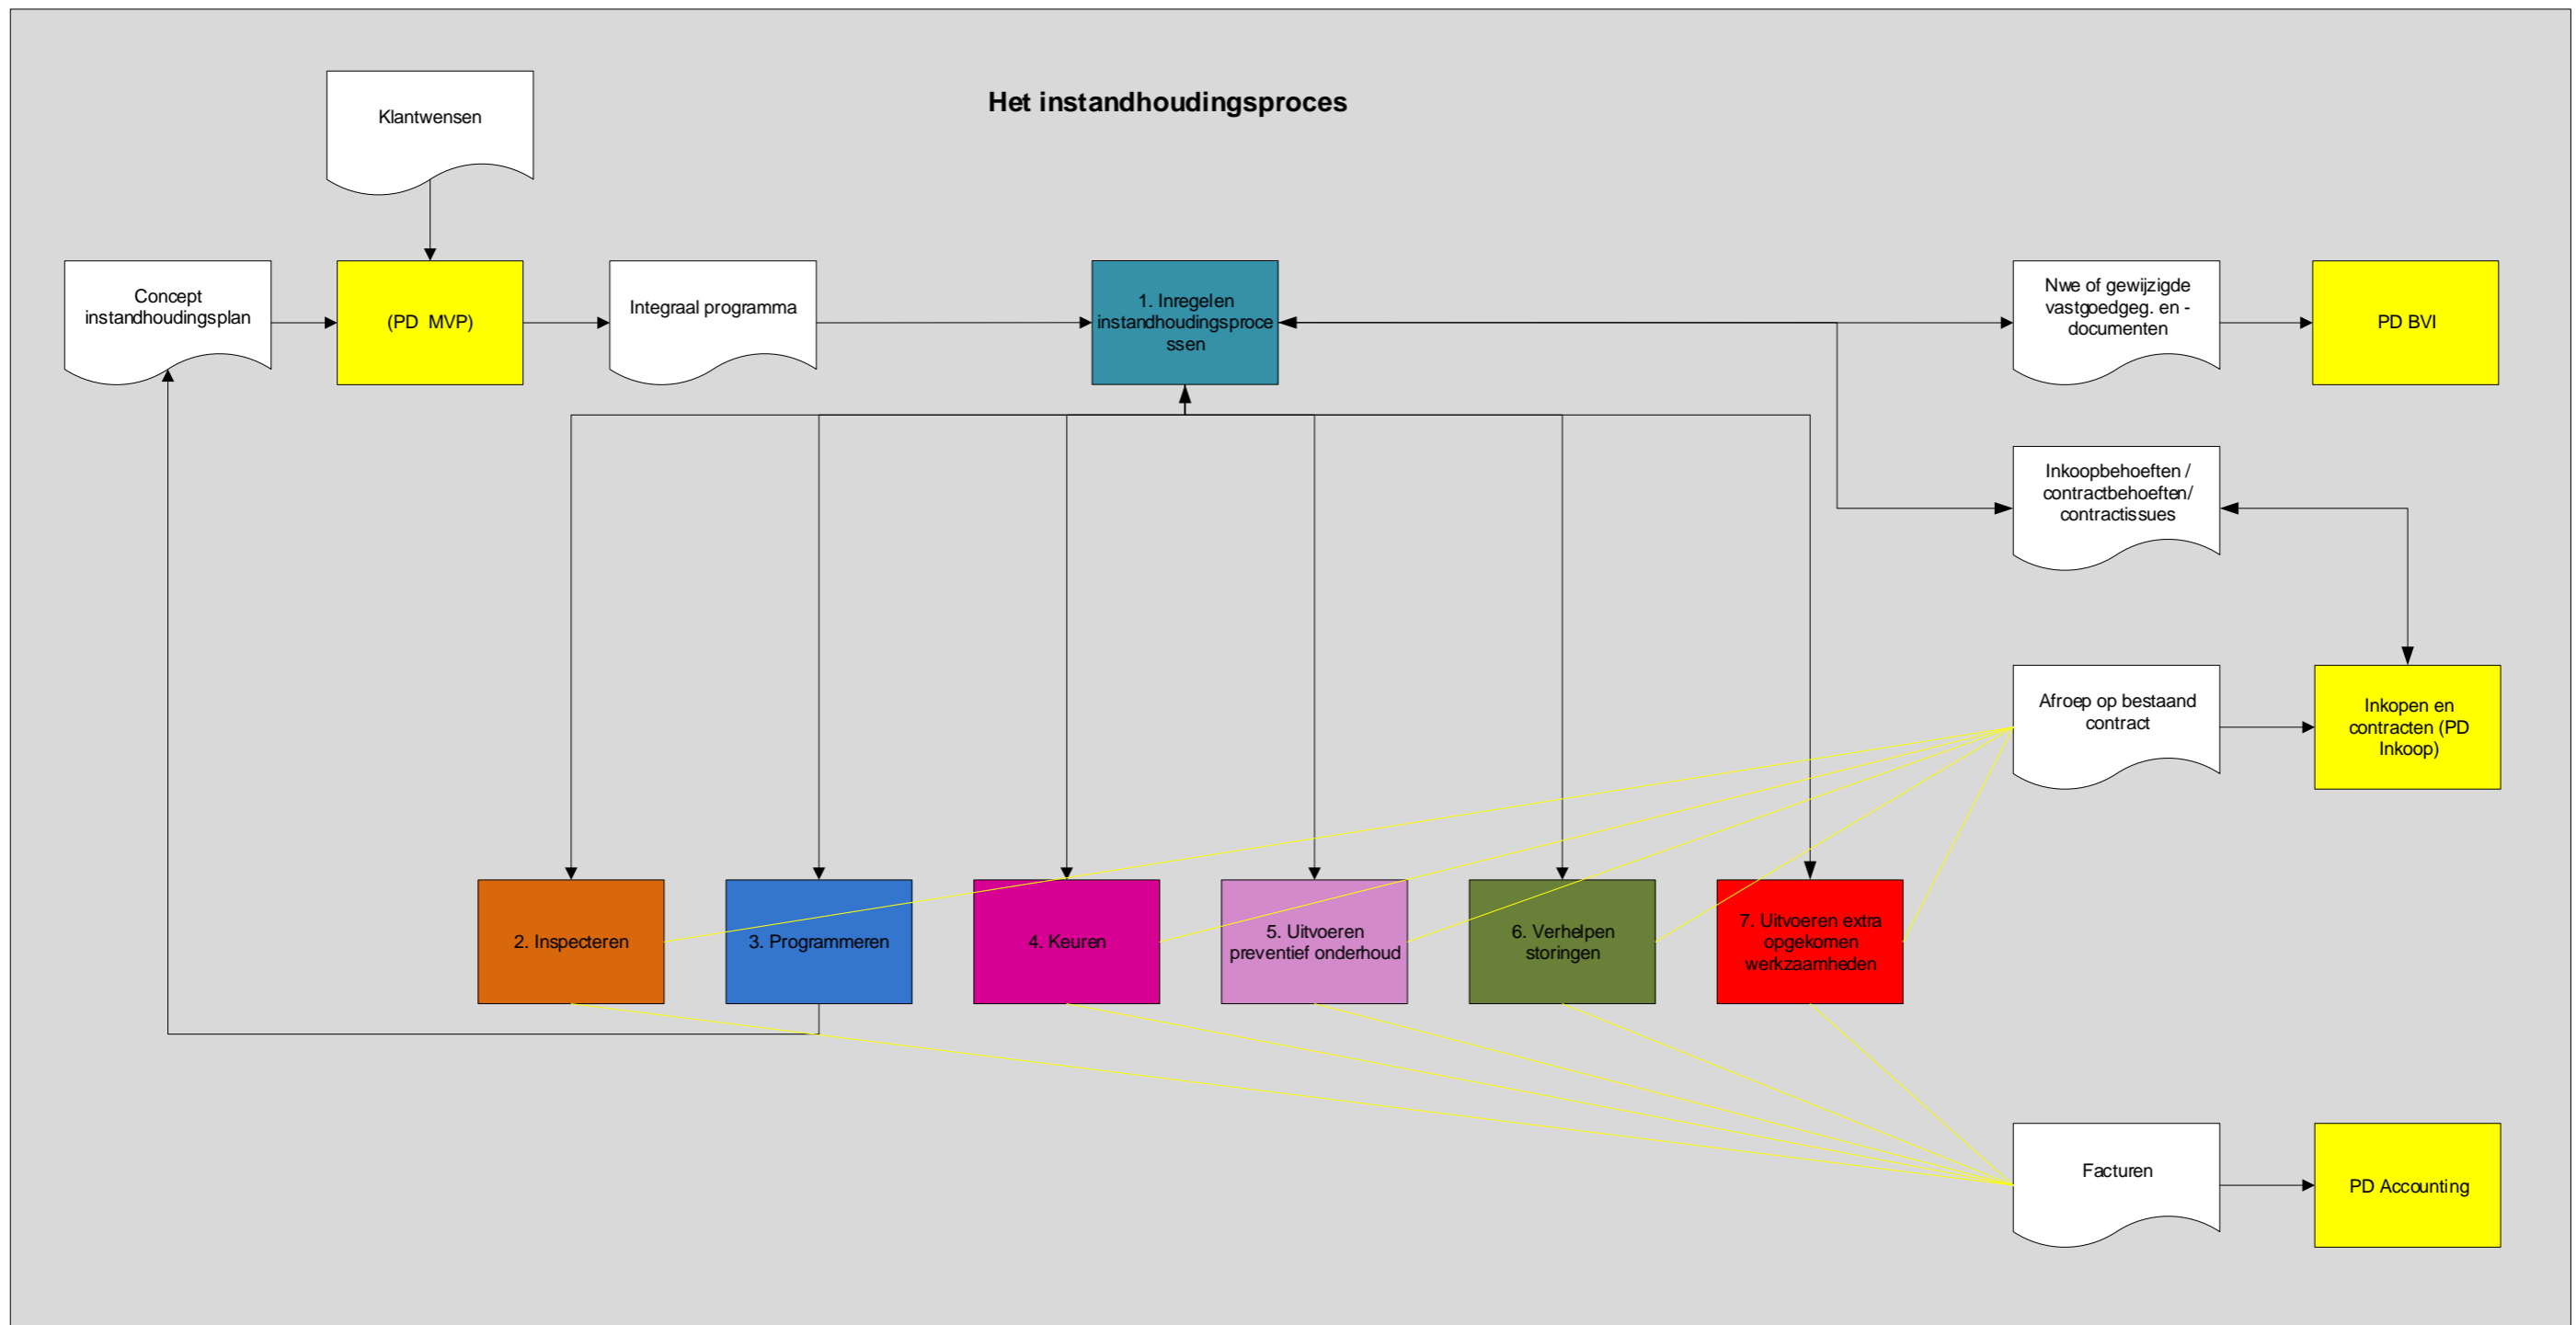 Het instandhoudingsproces
Klantwensen
Concept
instandhoudingsplan
(PD MVP)
Integraal programma
1. Inregelen
instandhoudingsproce
ssen
Nwe of gewijzigde
vastgoedgeg. en -
documenten
PD BVI
Inkoopbehoeften /
contractbehoeften/
contractissues
Afroep op bestaand
contract
Inkopen en
contracten (PD
Inkoop)
2. Inspecteren
3. Programmeren
4. Keuren
5. Uitvoeren
preventief onderhoud
6. Verhelpen
storingen
7. Uitvoeren extra
opgekomen
werkzaamheden
Facturen
PD Accounting